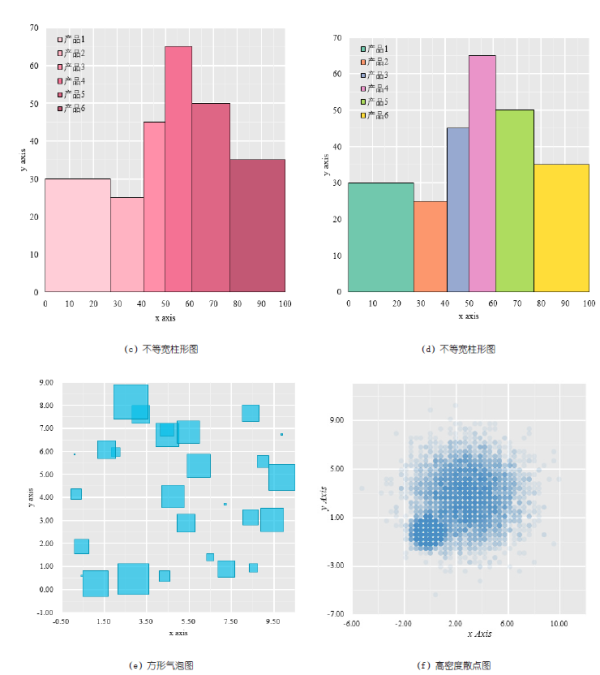 70
60
50
40
30
20
10
0
y axis
产品1
产品2
产品3
产品4
产品5
产品6
0 10 20 30 40 50 60 70 80 90 100
x axis
(c) 不等宽柱形图
70
60
50
40
30
20
10
0
y axis
产品1
产品2
产品3
产品4
产品5
产品6
0 10 20 30 40 50 60 70 80 90 100
x axis
(d) 不等宽柱形图
9.00
8.00
7.00
6.00
5.00
4.00
3.00
2.00
1.00
0.00
-1.00
y axis
-0.50 1.50 3.50 5.50 7.50 9.50
x axis
(e) 方形气泡图
9.00
5.00
1.00
-3.00
-7.00
y Axis
-6.00 -2.00 2.00 6.00 10.00
x Axis
(f) 高密度散点图